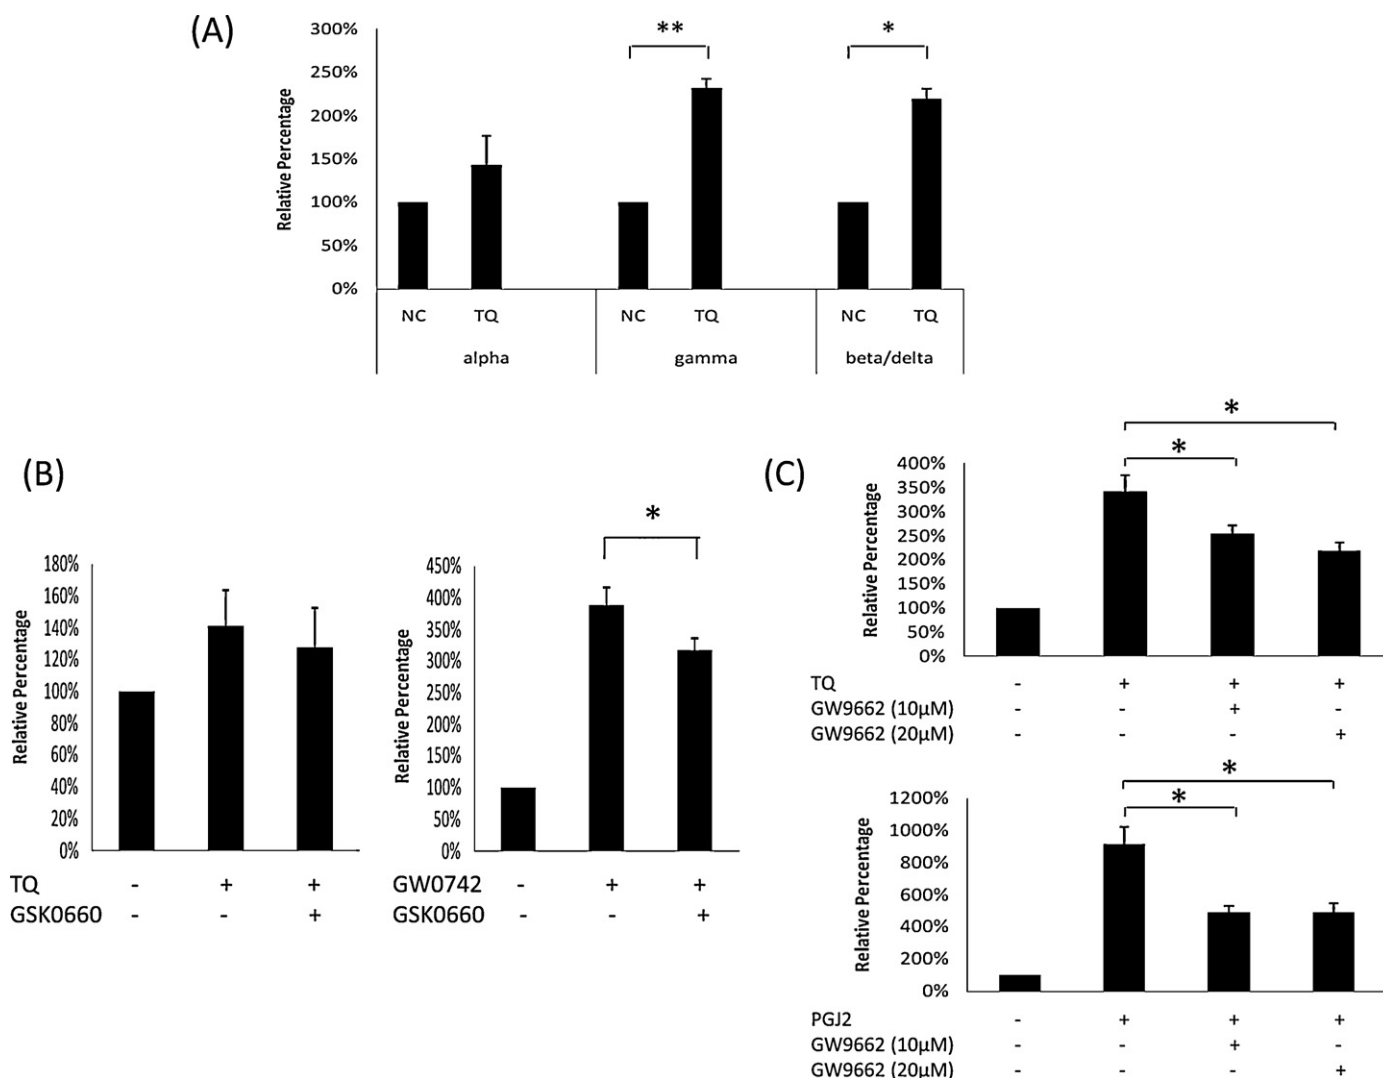 (A)
300%
250%
200%
150%
100%
50%
0%
Relative Percentage
** *
NC TQ NC TQ NC TQ
alpha gamma beta/delta
(B)
180%
160%
140%
120%
100%
80%
60%
40%
20%
0%
Relative Percentage
TQ - + +
GSK0660 - - +
*
450%
400%
350%
300%
250%
200%
150%
100%
50%
0%
Relative Percentage
GW0742 - + +
GSK0660 - - +
(C)
*
*
400%
350%
300%
250%
200%
150%
100%
50%
0%
Relative Percentage
TQ - + + +
GW9662 (10μM) - - + -
GW9662 (20μM) - - - +
*
*
1200%
1000%
800%
600%
400%
200%
0%
Relative Percentage
PGJ2 - + + +
GW9662 (10μM) - - + -
GW9662 (20μM) - - - +